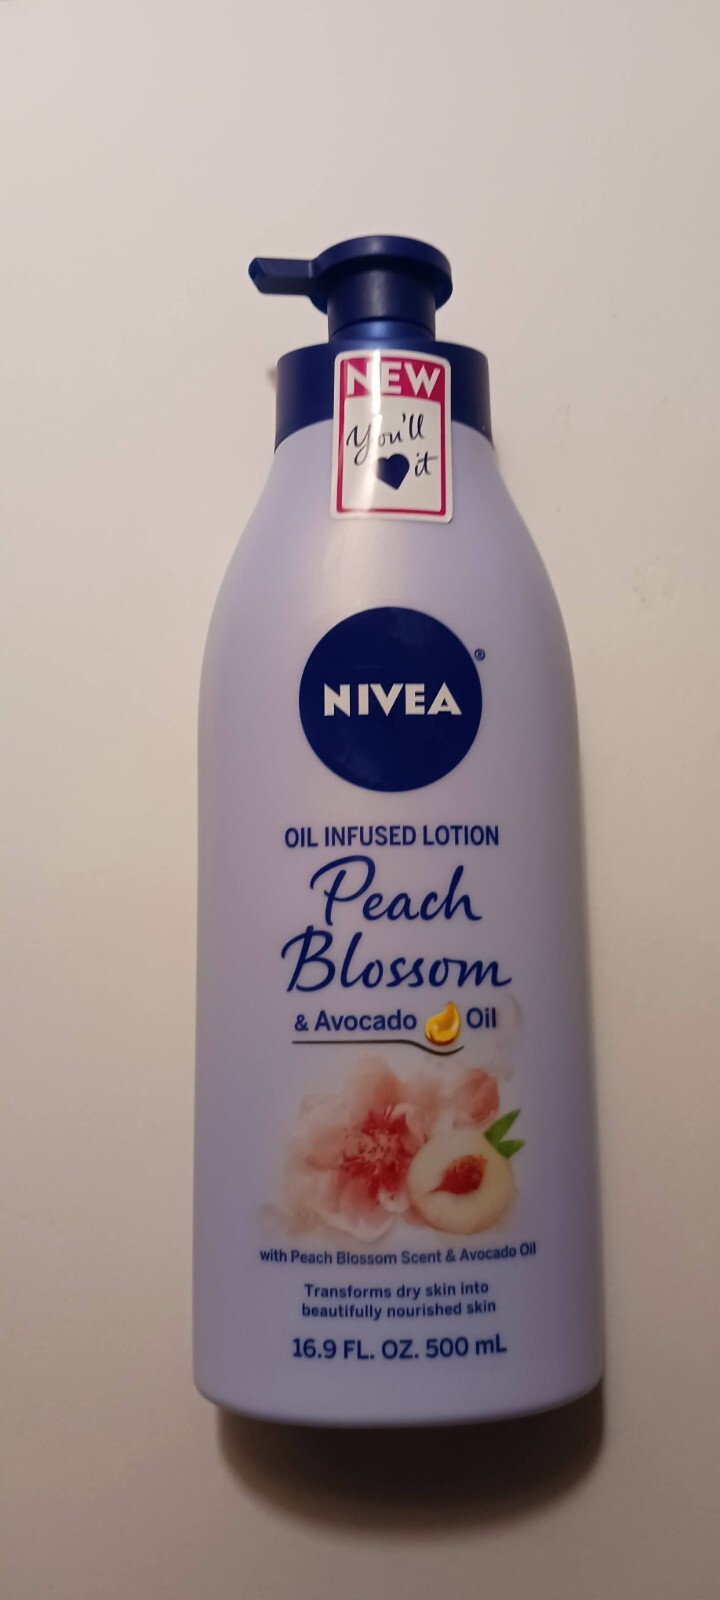 NEW
You'll
it
NIVEA
®
OIL INFUSED LOTION
Peach
Blossom
& Avocado Oil
with Peach Blossom Scent & Avocado Oil
Transforms dry skin into
beautifully nourished skin
16.9 FL. OZ. 500 mL